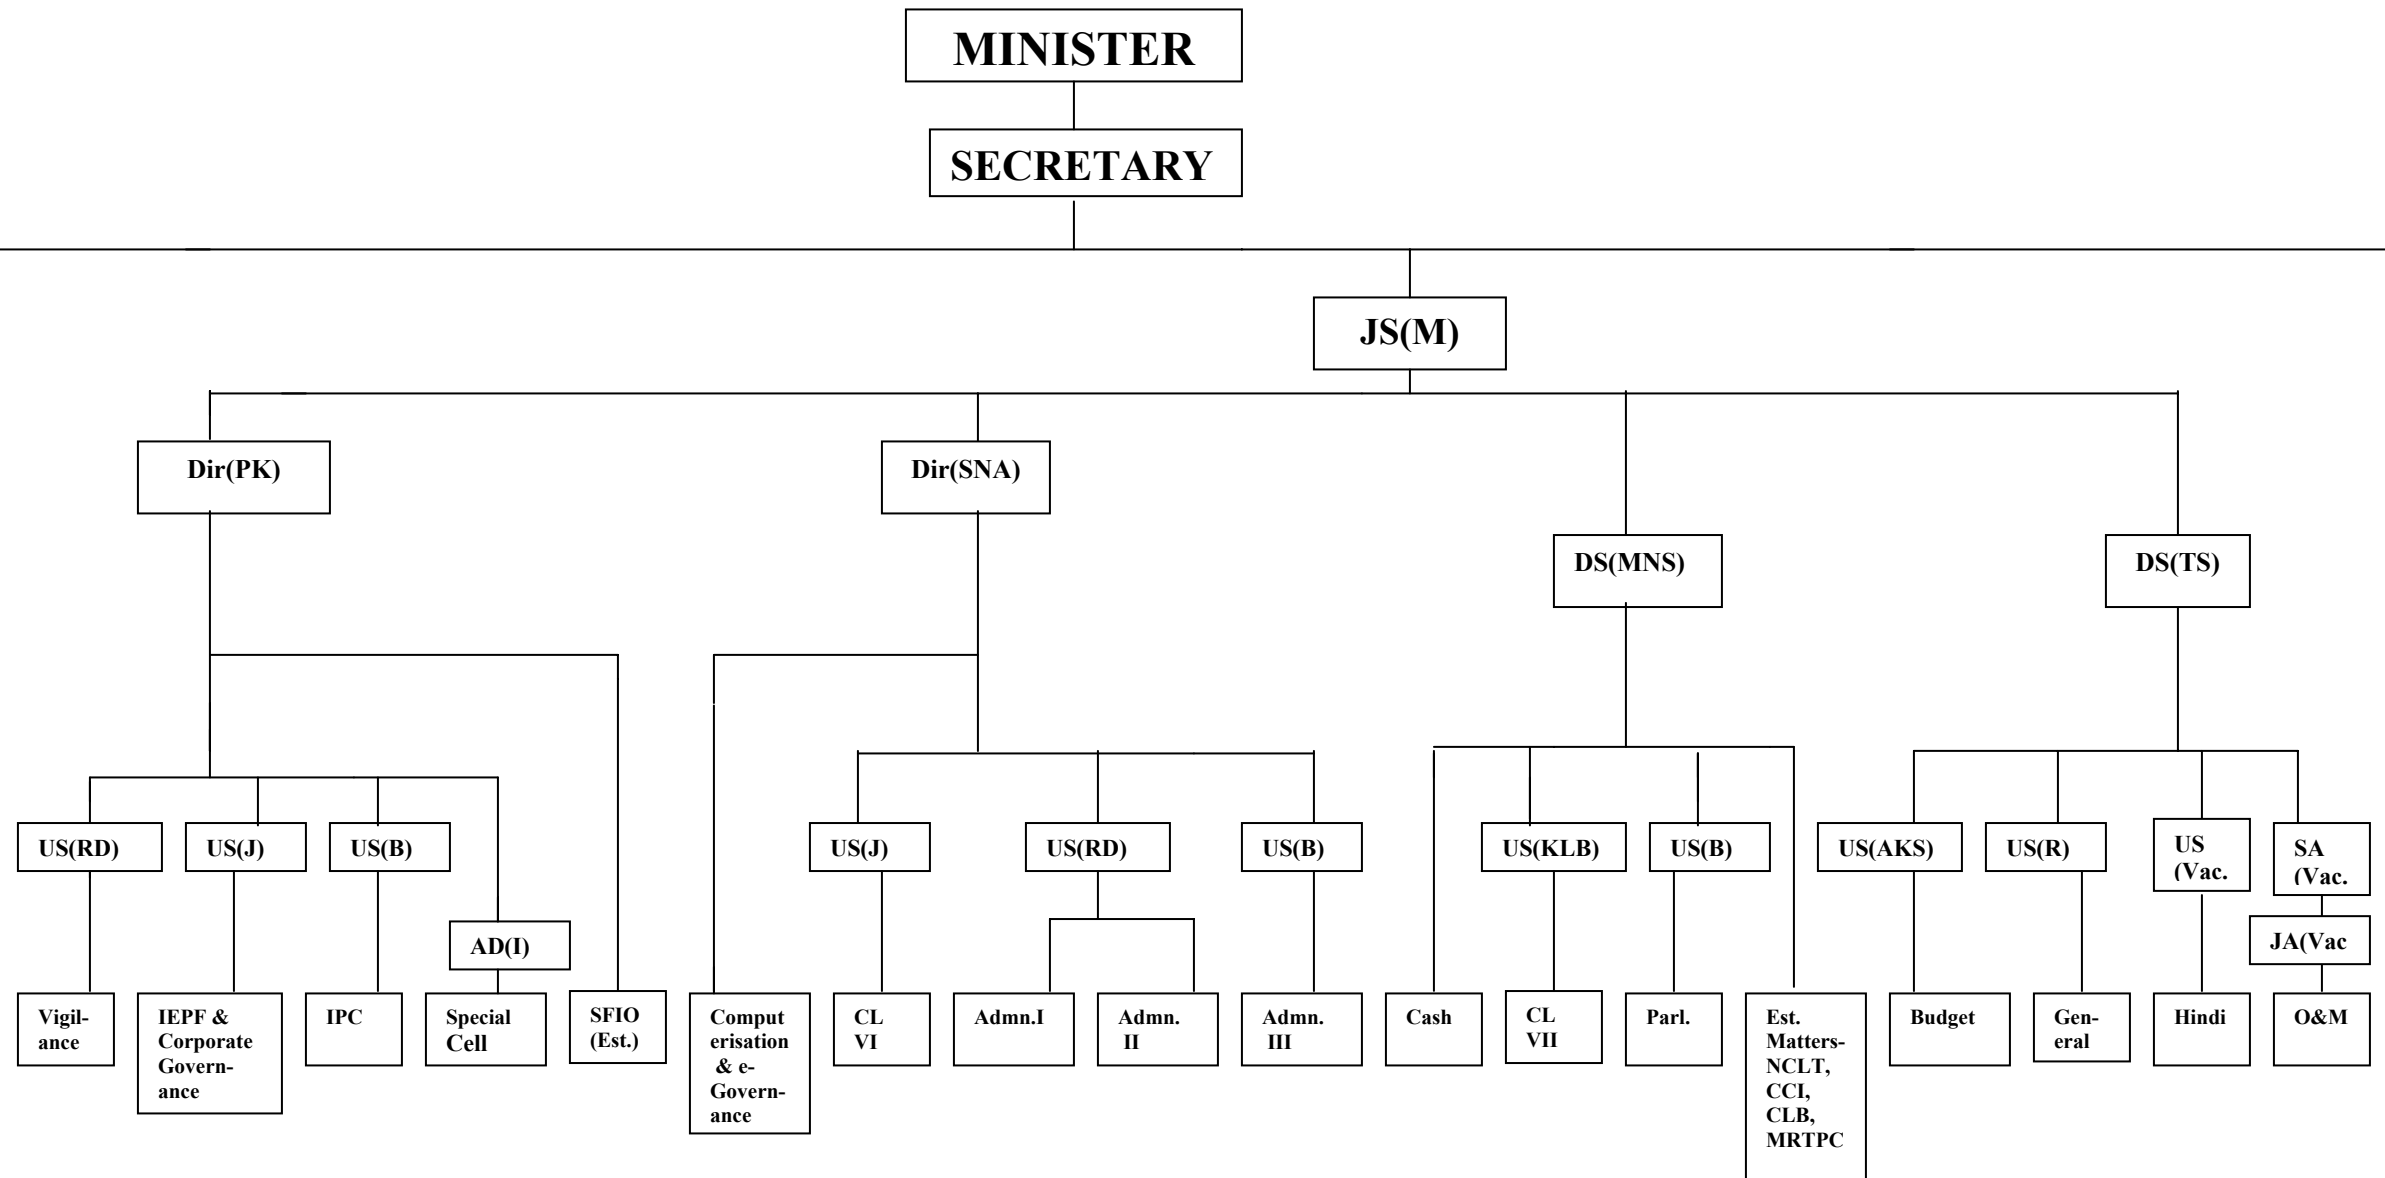 MINISTER
SECRETARY
JS(M)
Dir(PK)
Dir(SNA)
DS(MNS)
DS(TS)
US(RD)
US(J)
US(B)
US(J)
US(RD)
US(B)
US(KLB)
US(B)
US(AKS)
US(R)
US
(Vac.
SA
(Vac.
AD(I)
JA(Vac
Vigil-
ance
IEPF &
Corporate
Govern-
ance
IPC
Special
Cell
SFIO
(Est.)
Comput
erisation
& e-
Govern-
ance
CL
VI
Admn.I
Admn.
II
Admn.
III
Cash
CL
VII
Parl.
Est.
Matters-
NCLT,
CCI,
CLB,
MRTPC
Budget
Gen-
eral
Hindi
O&M